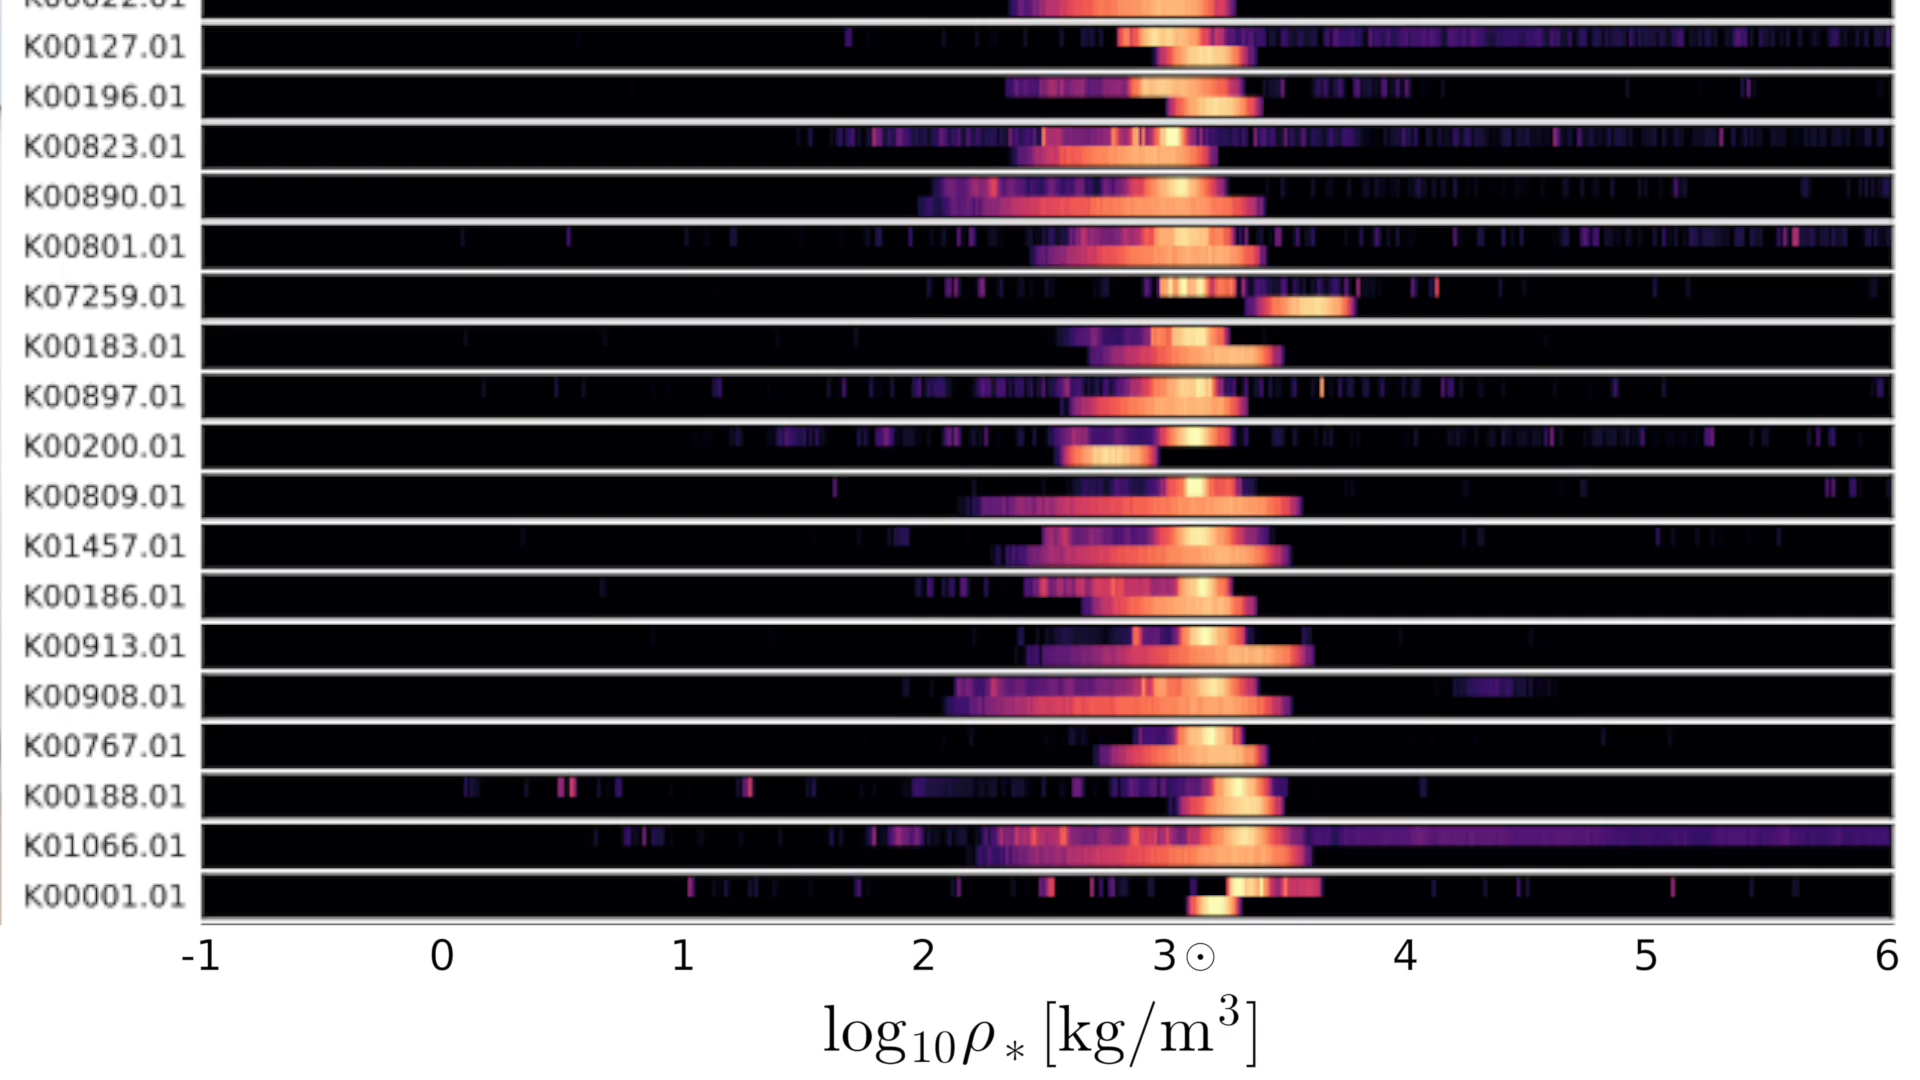 K00127.01
K00196.01
K00823.01
K00890.01
K00801.01
K07259.01
K00183.01
K00897.01
K00200.01
K00809.01
K01457.01
K00186.01
K00913.01
K00908.01
K00767.01
K00188.01
K01066.01
K00001.01
-1 0 1 2 3 ☉ 4 5 6
log₁₀ρ⁎ [kg/m³]